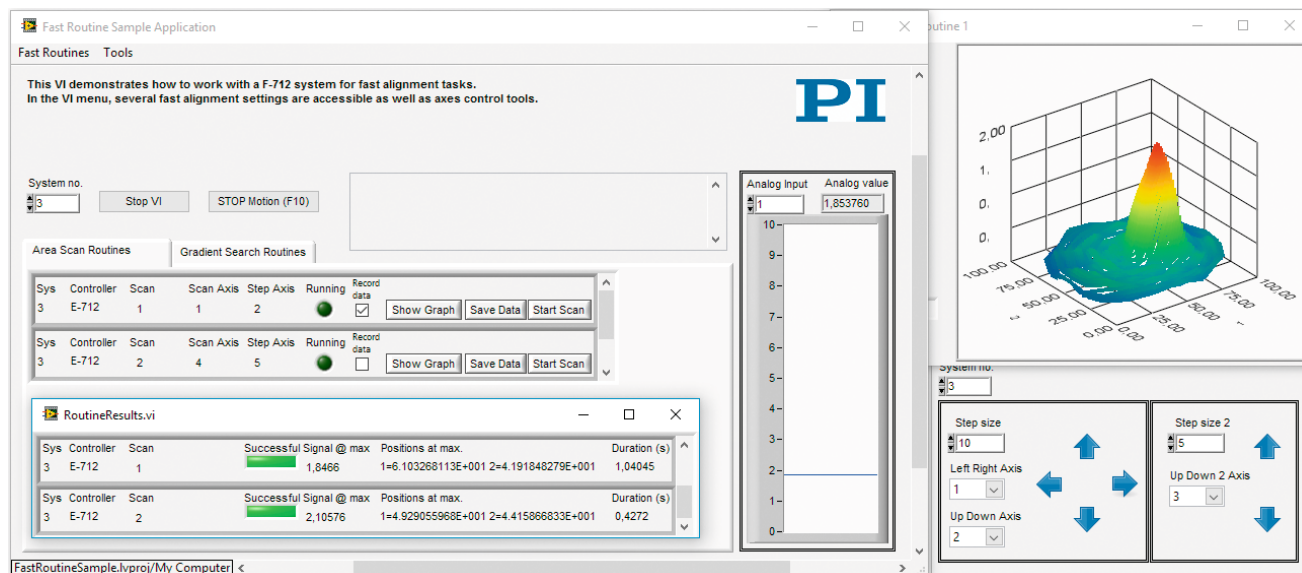 Fast Routine Sample Application
Fast Routines Tools
This VI demonstrates how to work with a F-712 system for fast alignment tasks.
In the VI menu, several fast alignment settings are accessible as well as axes control tools.
PI
System no.
3
Stop VI
STOP Motion (F10)
Area Scan Routines
Gradient Search Routines
Sys Controller Scan Scan Axis Step Axis Running Record data
3 E-712 1 1 2 Show Graph Save Data Start Scan
Sys Controller Scan Scan Axis Step Axis Running Record data
3 E-712 2 4 5 Show Graph Save Data Start Scan
RoutineResults.vi
Sys Controller Scan Successful Signal @ max Positions at max. Duration (s)
3 E-712 1 1,8466 1=6.103268113E+001 2=4.191848279E+001 1,04045
Sys Controller Scan Successful Signal @ max Positions at max. Duration (s)
3 E-712 2 2,10576 1=4.929055968E+001 2=4.415866833E+001 0,4272
FastRoutineSample.lvproj/My Computer
Analog Input Analog value
1 1,853760
10
9
8
7
6
5
4
3
2
1
0
outine 1
2,00
1,
0,
0,
100,00
75,00
50,00
25,00
0,00
0,00
25,00
50,00
75,00
100,00
2
1
System no.
3
Step size
10
Left Right Axis
1
Up Down Axis
2
Step size 2
5
Up Down 2 Axis
3